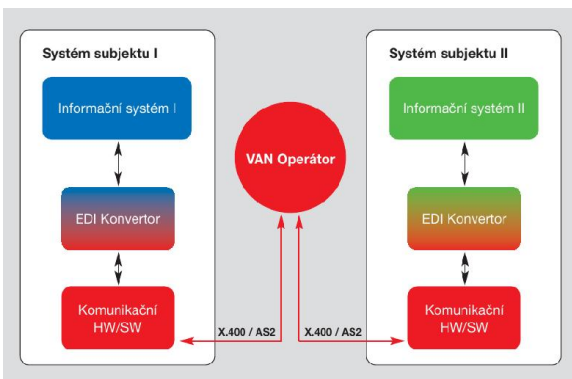 Systém subjektu I
Informační systém I
EDI Konvertor
Komunikační
HW/SW
VAN Operátor
X.400 / AS2
X.400 / AS2
Systém subjektu II
Informační systém II
EDI Konvertor
Komunikační
HW/SW